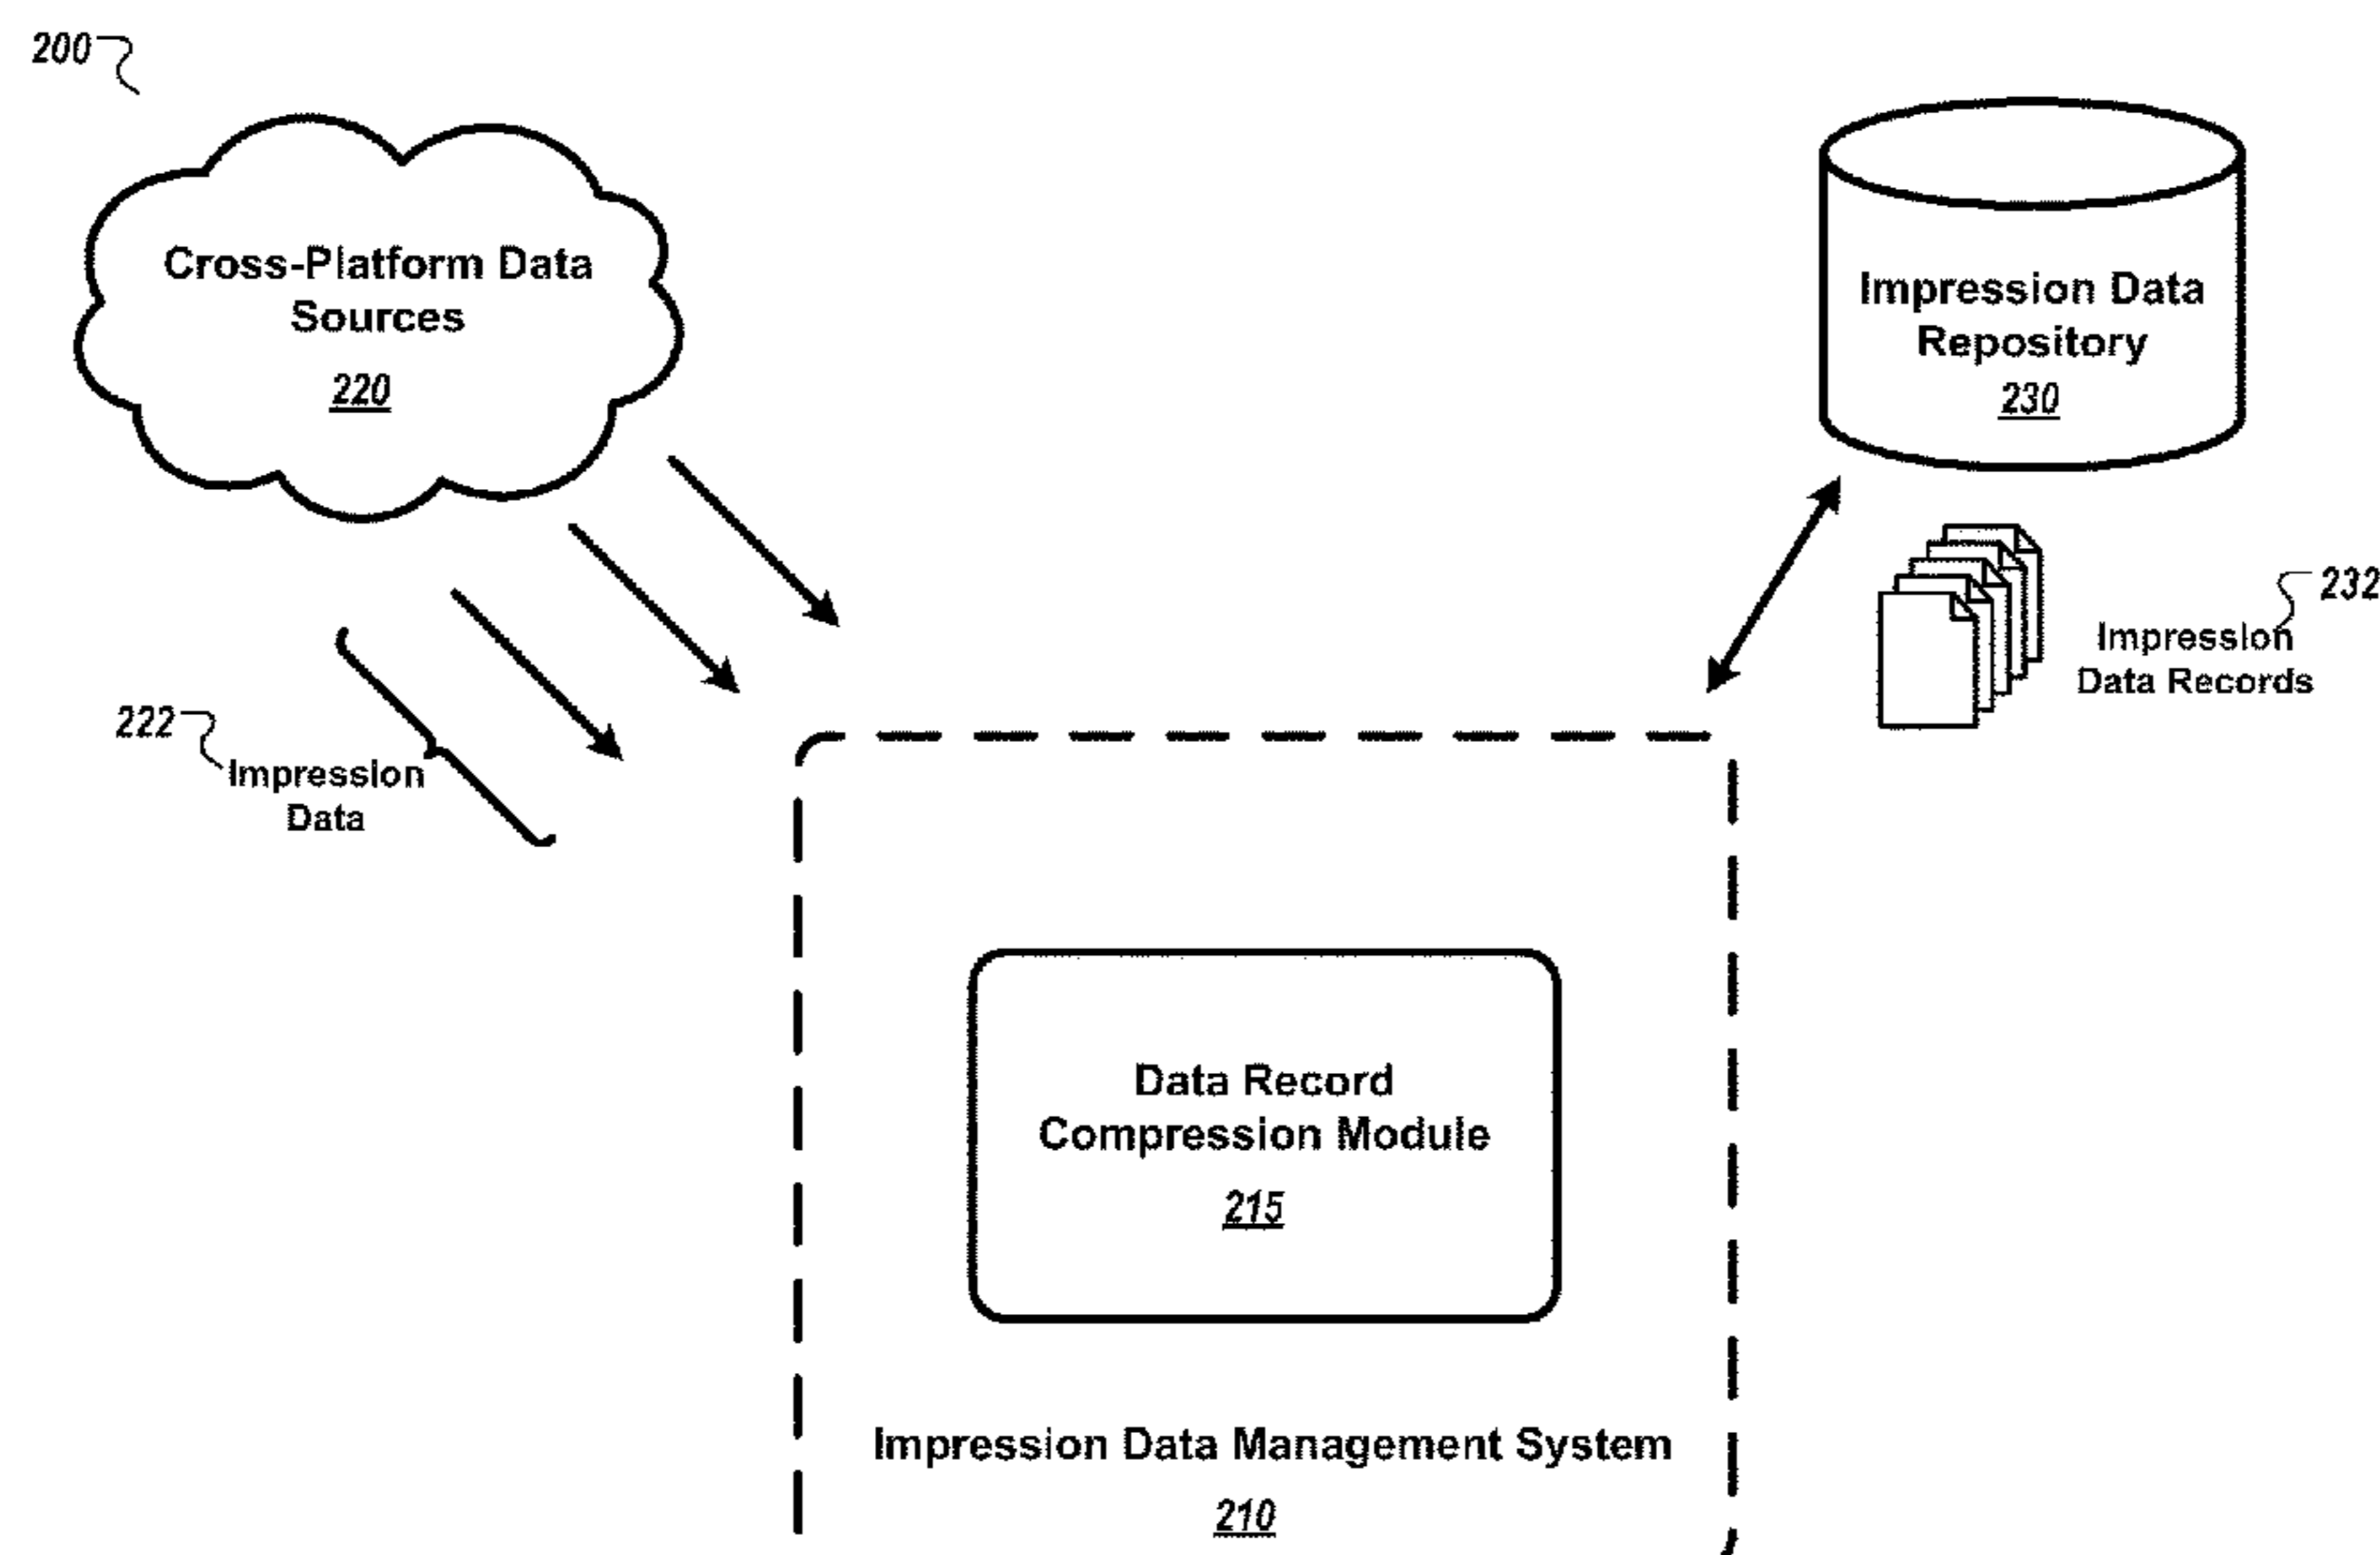 200
Cross-Platform Data
Sources
220
Impression Data
Repository
230
232
Impression
Data Records
222
Impression
Data
Data Record
Compression Module
215
Impression Data Management System
210